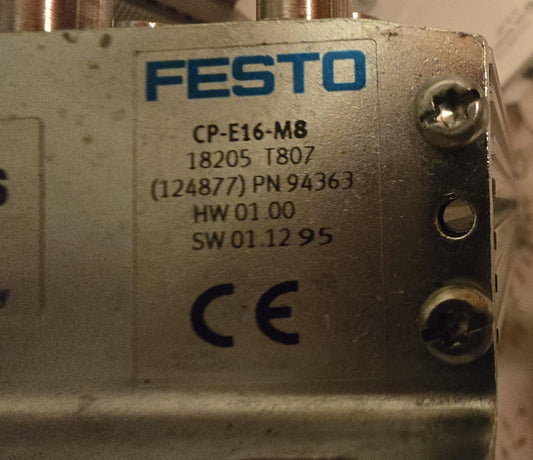 FESTO
CP-E16-M8
18205 T807
(124877) PN 94363
HW 01.00
SW 01.12 95
CE